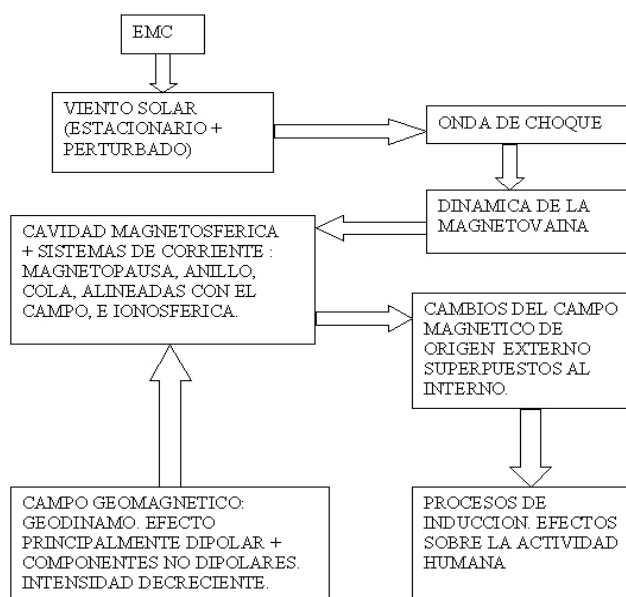 EMC
VIENTO SOLAR
(ESTACIONARIO +
PERTURBADO)
ONDA DE CHOQUE
DINAMICA DE LA
MAGNETOVAINA
CAVIDAD MAGNETOSFERICA
+ SISTEMAS DE CORRIENTE :
MAGNETOPAUSA, ANILLO,
COLA, ALINEADAS CON EL
CAMPO, E IONOSFERICA.
CAMBIOS DEL CAMPO
MAGNETICO DE
ORIGEN EXTERNO
SUPERPUESTOS AL
INTERNO.
CAMPO GEOMAGNETICO:
GEODINAMO. EFECTO
PRINCIPALMENTE DIPOLAR +
COMPONENTES NO DIPOLARES.
INTENSIDAD DECRECIENTE.
PROCESOS DE
INDUCCION. EFECTOS
SOBRE LA ACTIVIDAD
HUMANA